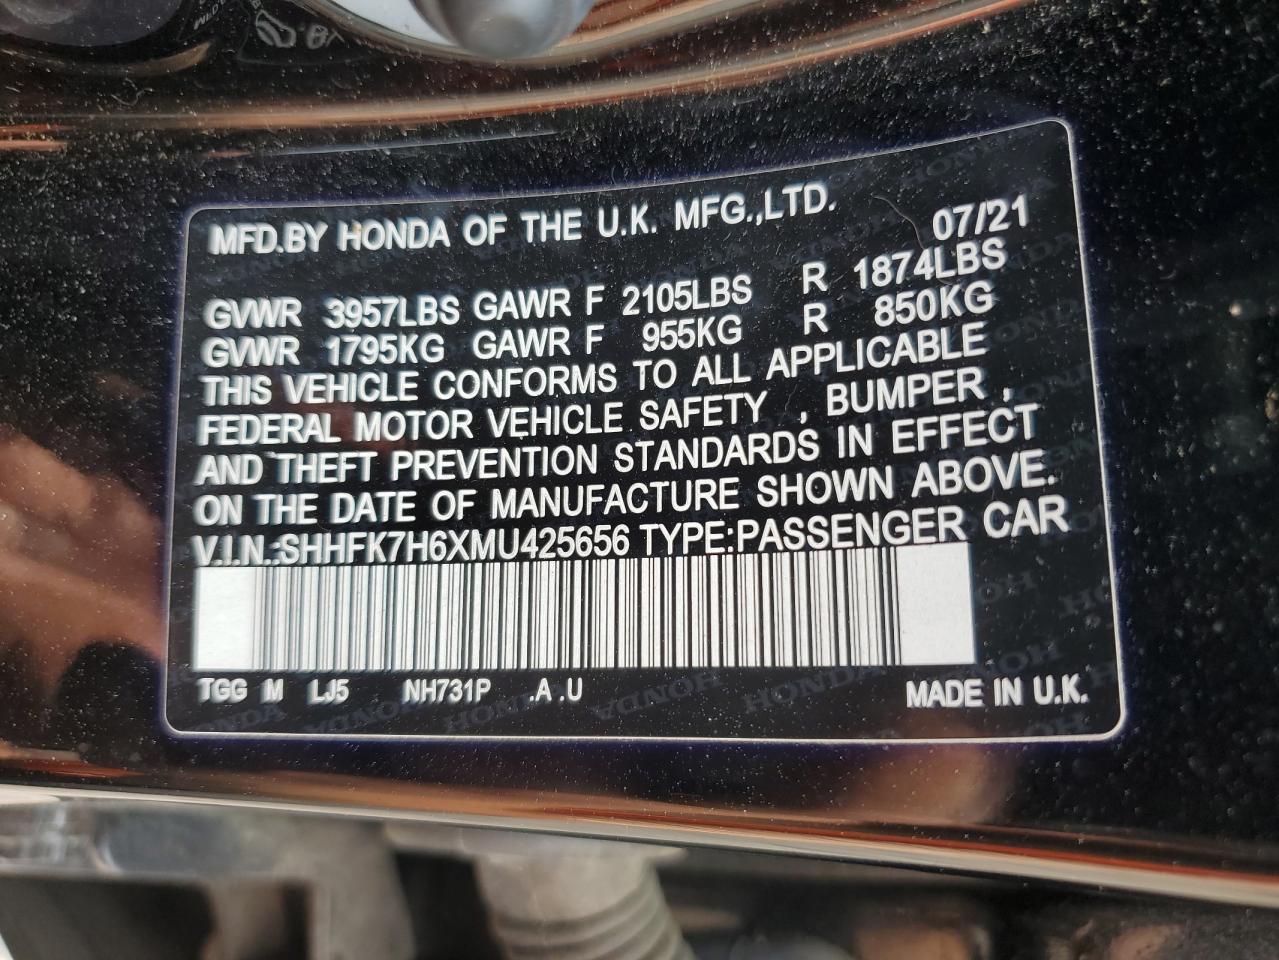 MFD.BY HONDA OF THE U.K. MFG.,LTD.
07/21
GVWR 3957LBS GAWR F 2105LBS R 1874LBS
GVWR 1795KG GAWR F 955KG R 850KG
THIS VEHICLE CONFORMS TO ALL APPLICABLE
FEDERAL MOTOR VEHICLE SAFETY , BUMPER ,
AND THEFT PREVENTION STANDARDS IN EFFECT
ON THE DATE OF MANUFACTURE SHOWN ABOVE.
V.I.N.:SHHFK7H6XMU425656 TYPE:PASSENGER CAR
TGG M LJ5 NH731P .A .U MADE IN U.K.